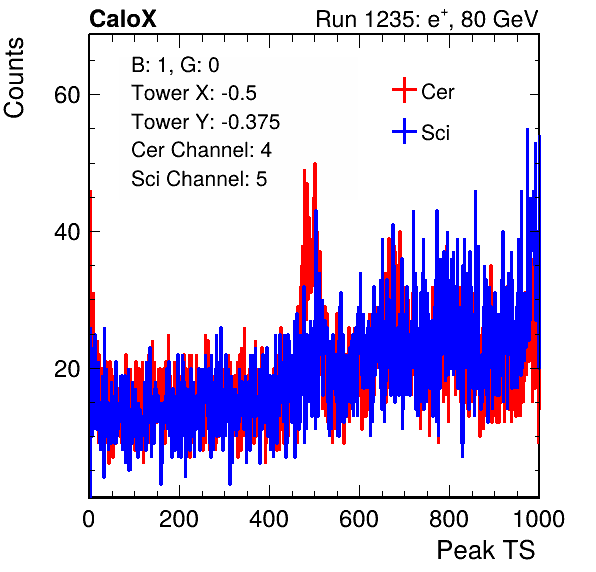 CaloX Run 1235: e⁺, 80 GeV
Counts
B: 1, G: 0
Tower X: -0.5
Tower Y: -0.375
Cer Channel: 4
Sci Channel: 5
Cer
Sci
60
40
20
0 200 400 600 800 1000
Peak TS